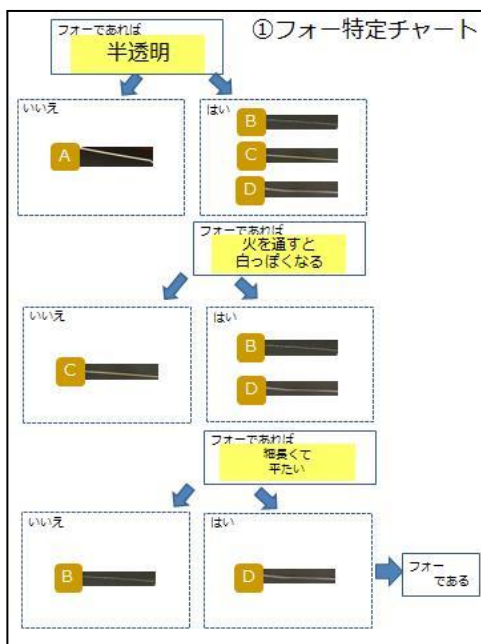 ①フォー特定チャート
フォーであれば
半透明
いいえ
A
はい
B
C
D
フォーであれば
火を通すと
白っぽくなる
いいえ
C
はい
B
D
フォーであれば
細長くて
平たい
いいえ
B
はい
D
フォー
である